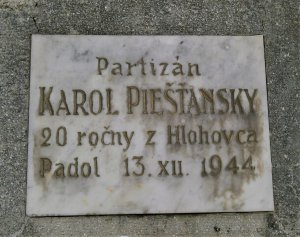 Partizán
KAROL PIEŠŤANSKY
20 ročny z Hlohovca
Padol 13. XII. 1944